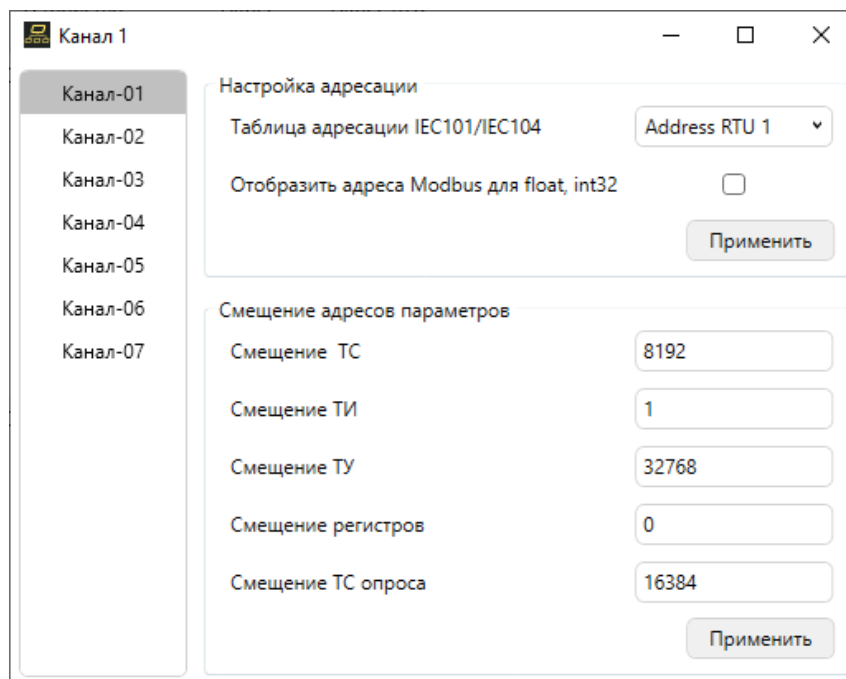 Канал 1
Канал-01
Канал-02
Канал-03
Канал-04
Канал-05
Канал-06
Канал-07
Настройка адресации
Таблица адресации IEC101/IEC104 Address RTU 1
Отобразить адреса Modbus для float, int32
Применить
Смещение адресов параметров
Смещение ТС 8192
Смещение ТИ 1
Смещение ТУ 32768
Смещение регистров 0
Смещение ТС опроса 16384
Применить